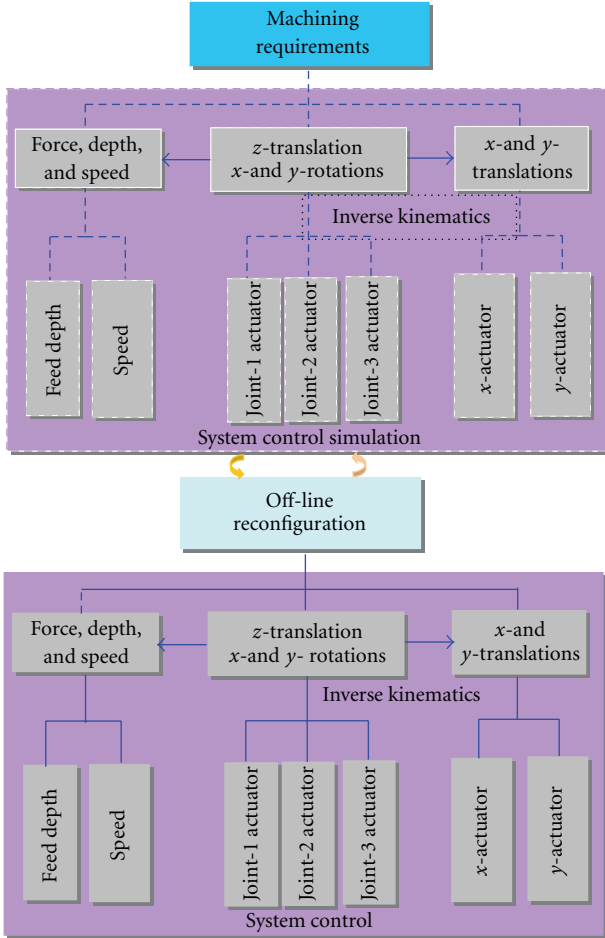 Machining
requirements
Force, depth,
and speed
z-translation
x-and y-rotations
x-and y-
translations
Inverse kinematics
Feed depth
Speed
Joint-1 actuator
Joint-2 actuator
Joint-3 actuator
x-actuator
y-actuator
System control simulation
Off-line
reconfiguration
Force, depth,
and speed
z-translation
x-and y- rotations
x-and
y-translations
Inverse kinematics
Feed depth
Speed
Joint-1 actuator
Joint-2 actuator
Joint-3 actuator
x-actuator
y-actuator
System control